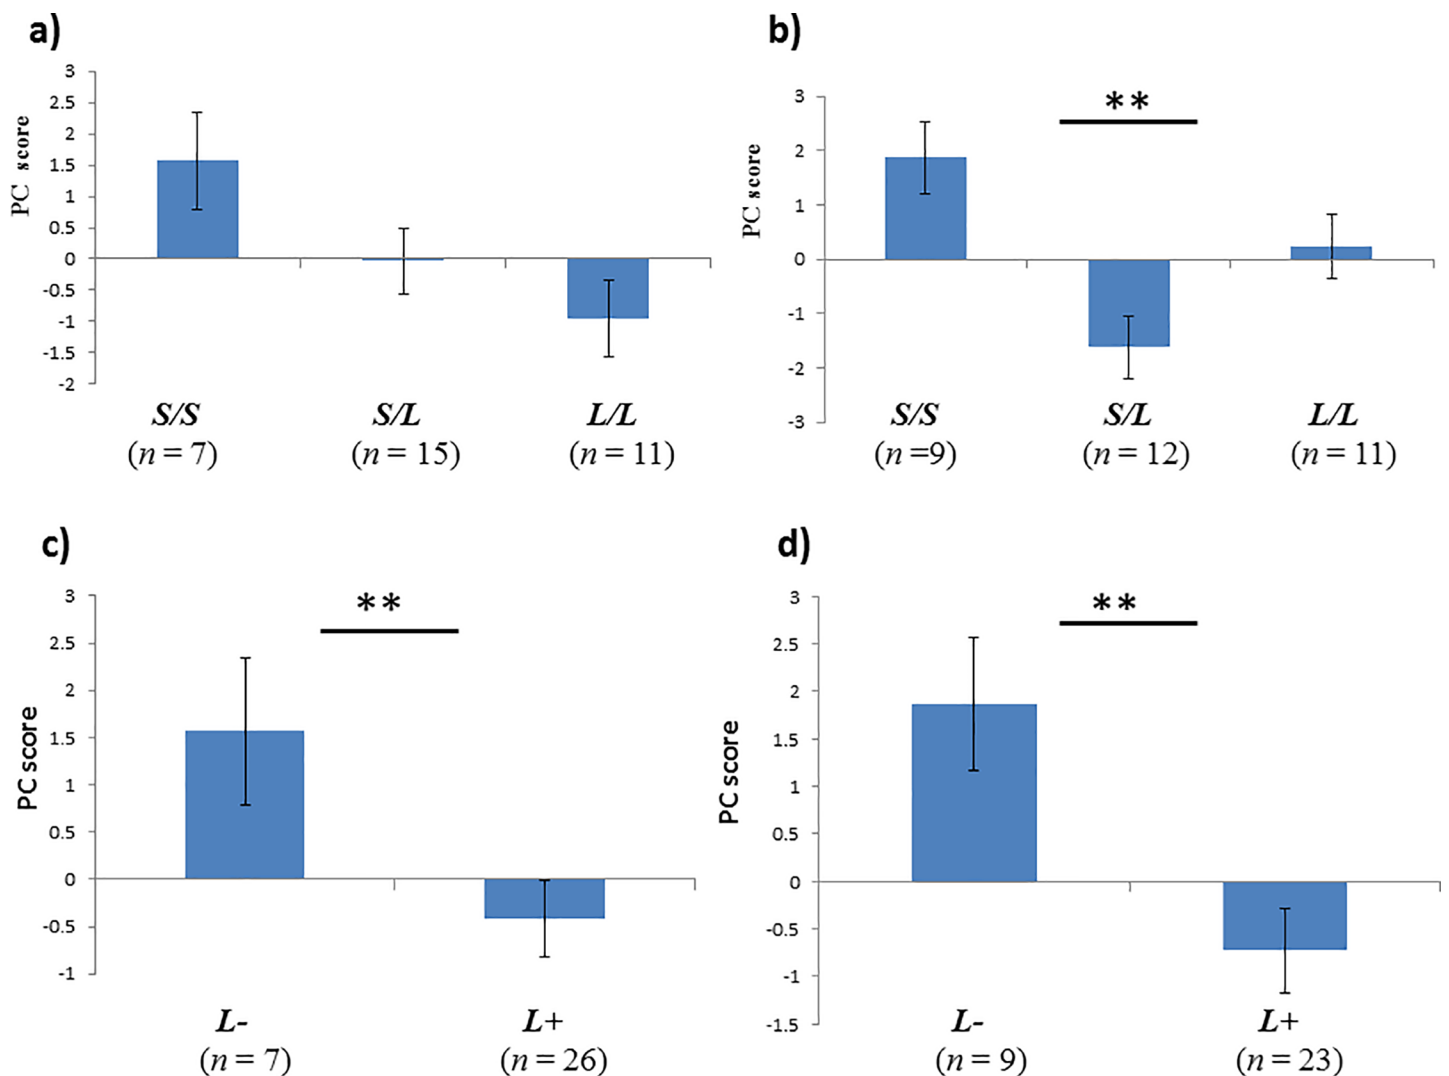 a)
3
2.5
2
1.5
1
0.5
0
-0.5
-1
-1.5
-2
PC score
S/S
S/L
L/L
(n = 7)
(n = 15)
(n = 11)
b)
**
3
2
1
0
-1
-2
-3
PC score
S/S
S/L
L/L
(n =9)
(n = 12)
(n = 11)
c)
**
3
2.5
2
1.5
1
0.5
0
-0.5
-1
PC score
L-
L+
(n = 7)
(n = 26)
d)
**
3
2.5
2
1.5
1
0.5
0
-0.5
-1
-1.5
PC score
L-
L+
(n = 9)
(n = 23)